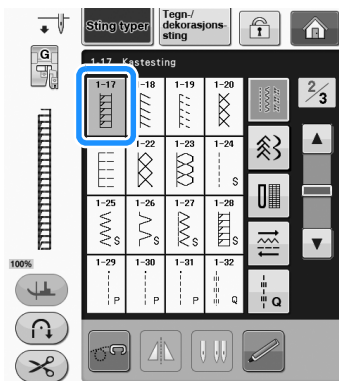 Sting typer
Tegn-/
dekorasjons-
sting
G
1-17 Kastesting
2/3
1-17 1-18 1-19 1-20
1-22 1-23 1-24
S
1-25 1-26 1-27 1-28
S S S S
1-29 1-30 1-31 1-32
P P P Q
Q
100%